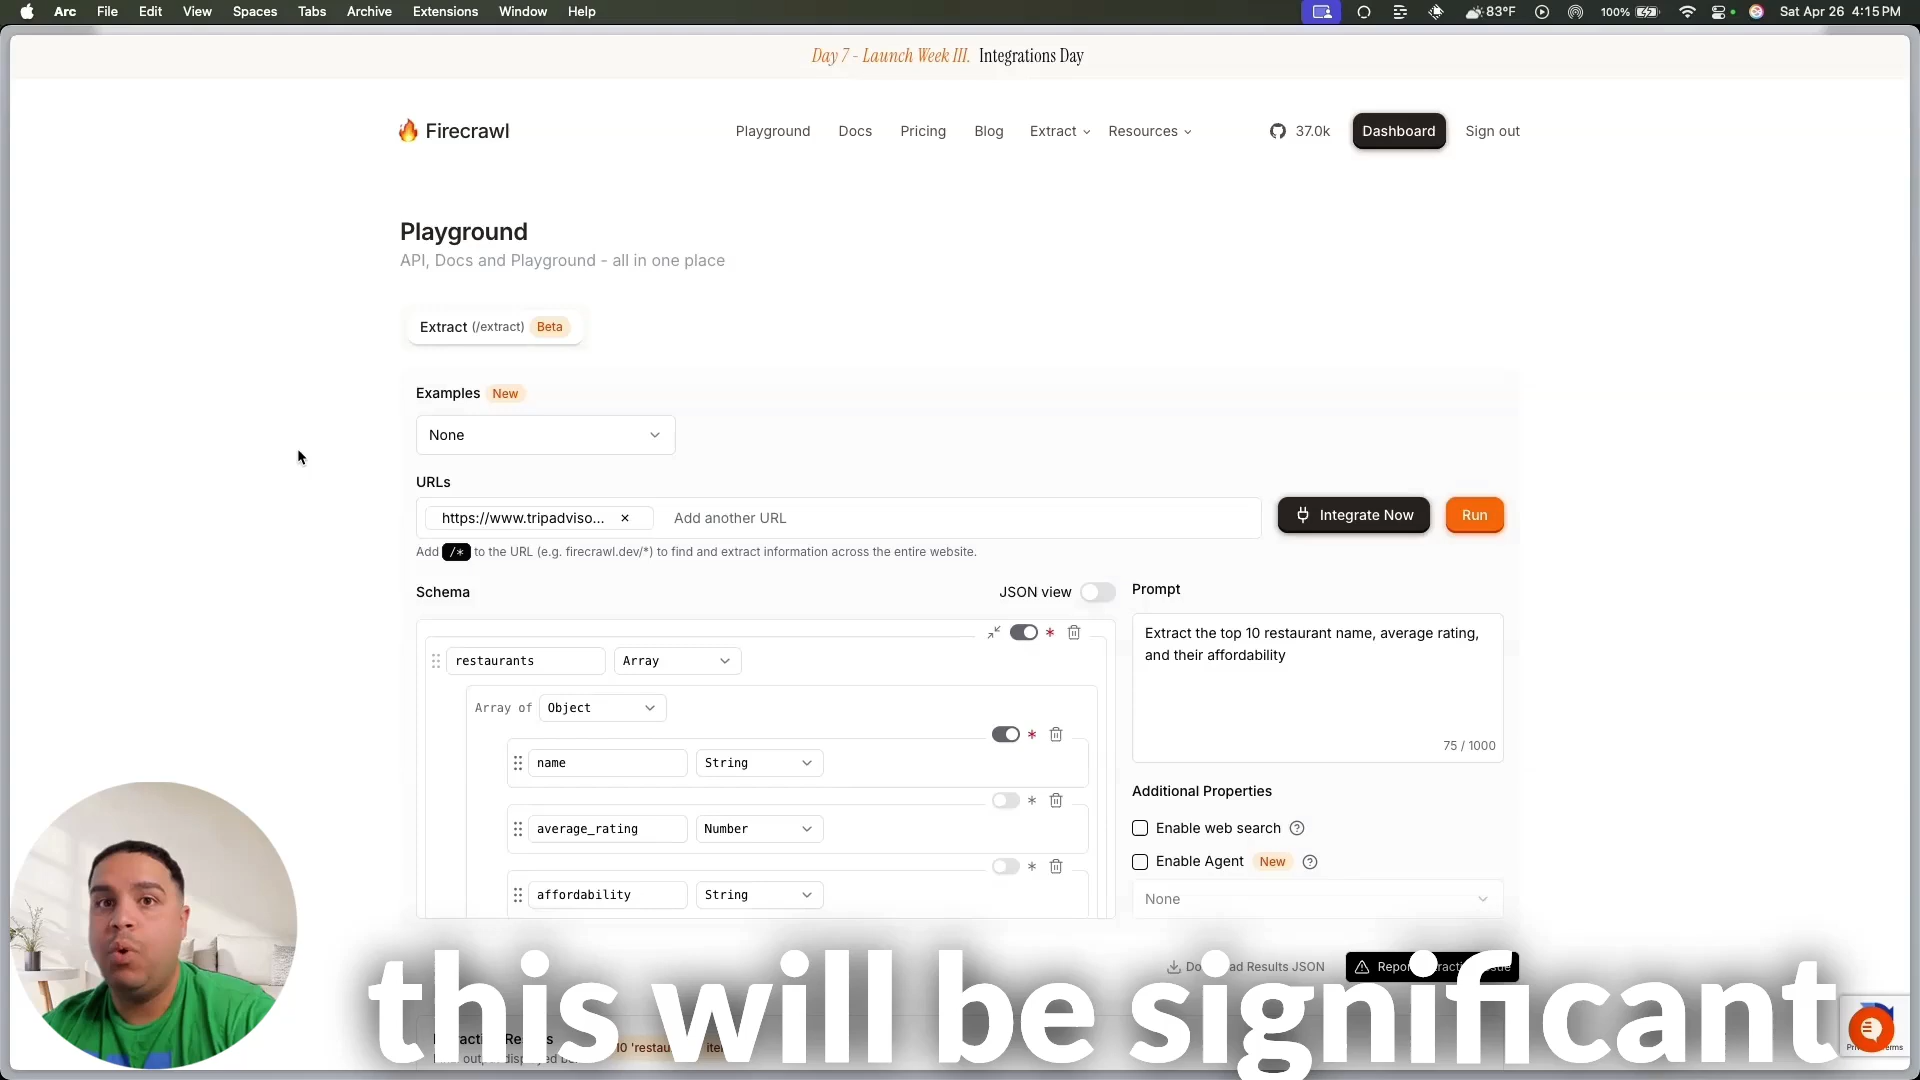 Arc File Edit View Spaces Tabs Archive Extensions Window Help 83°F 100% Sat Apr 26 4:15 PM
Day 7 - Launch Week III. Integrations Day
Firecrawl Playground Docs Pricing Blog Extract Resources 37.0k Dashboard Sign out
Playground
API, Docs and Playground - all in one place
Extract (/extract) Beta
Examples New
None
URLs
https://www.tripadviso... × Add another URL Integrate Now Run
Add /* to the URL (e.g. firecrawl.dev/*) to find and extract information across the entire website.
Schema JSON view
Prompt
restaurants Array
Array of Object
name String
average_rating Number
affordability String
Extract the top 10 restaurant name, average rating,
and their affordability
75 / 1000
Additional Properties
Enable web search
Enable Agent New
None
Results JSON
this will be significant